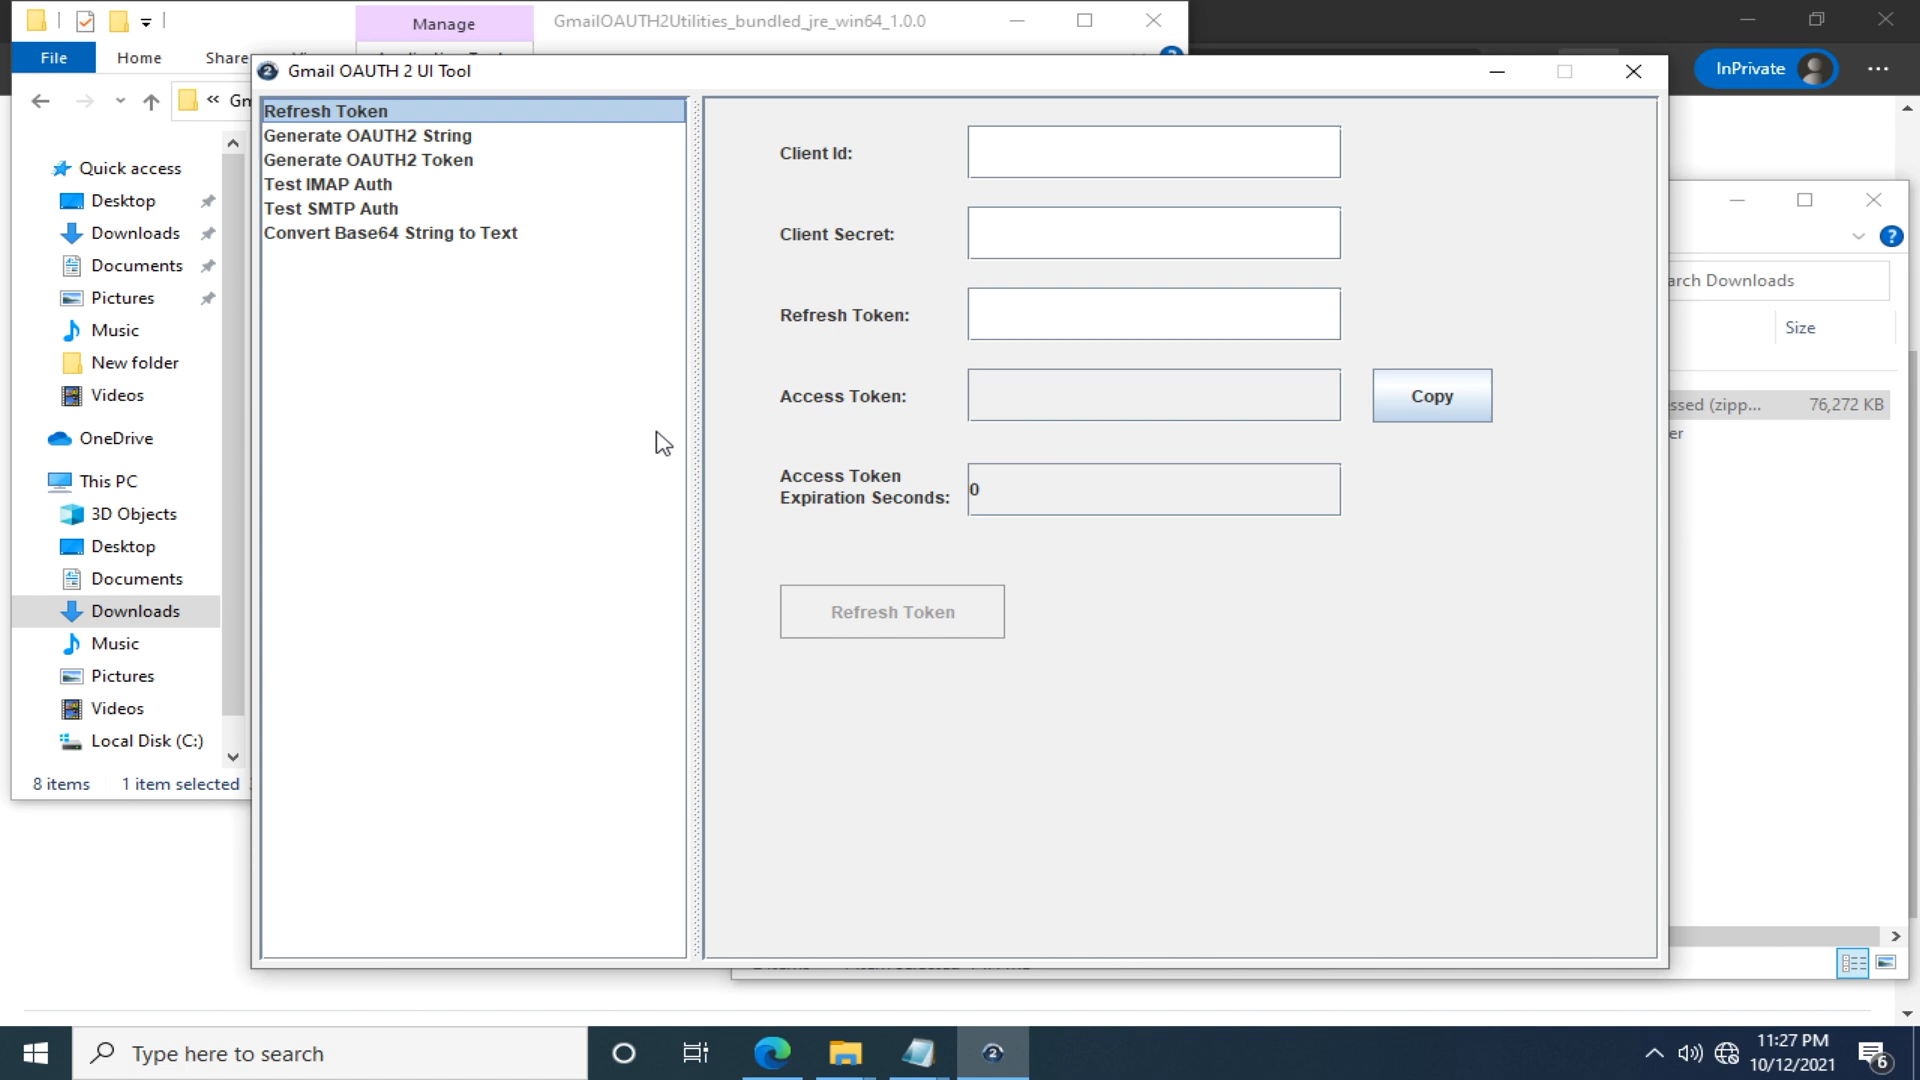 Manage
GmailOAUTH2Utilities_bundled_jre_win64_1.0.0
File
Home
Share
InPrivate
Gmail OAUTH 2 UI Tool
« Gm
Refresh Token
Generate OAUTH2 String
Generate OAUTH2 Token
Test IMAP Auth
Test SMTP Auth
Convert Base64 String to Text
Client Id:
Client Secret:
Refresh Token:
Access Token:
Copy
Access Token
Expiration Seconds:
0
Refresh Token
Quick access
Desktop
Downloads
Documents
Pictures
Music
New folder
Videos
OneDrive
This PC
3D Objects
Desktop
Documents
Downloads
Music
Pictures
Videos
Local Disk (C:)
8 items
1 item selected
arch Downloads
Size
ssed (zipp...
76,272 KB
er
Type here to search
11:27 PM
10/12/2021
6